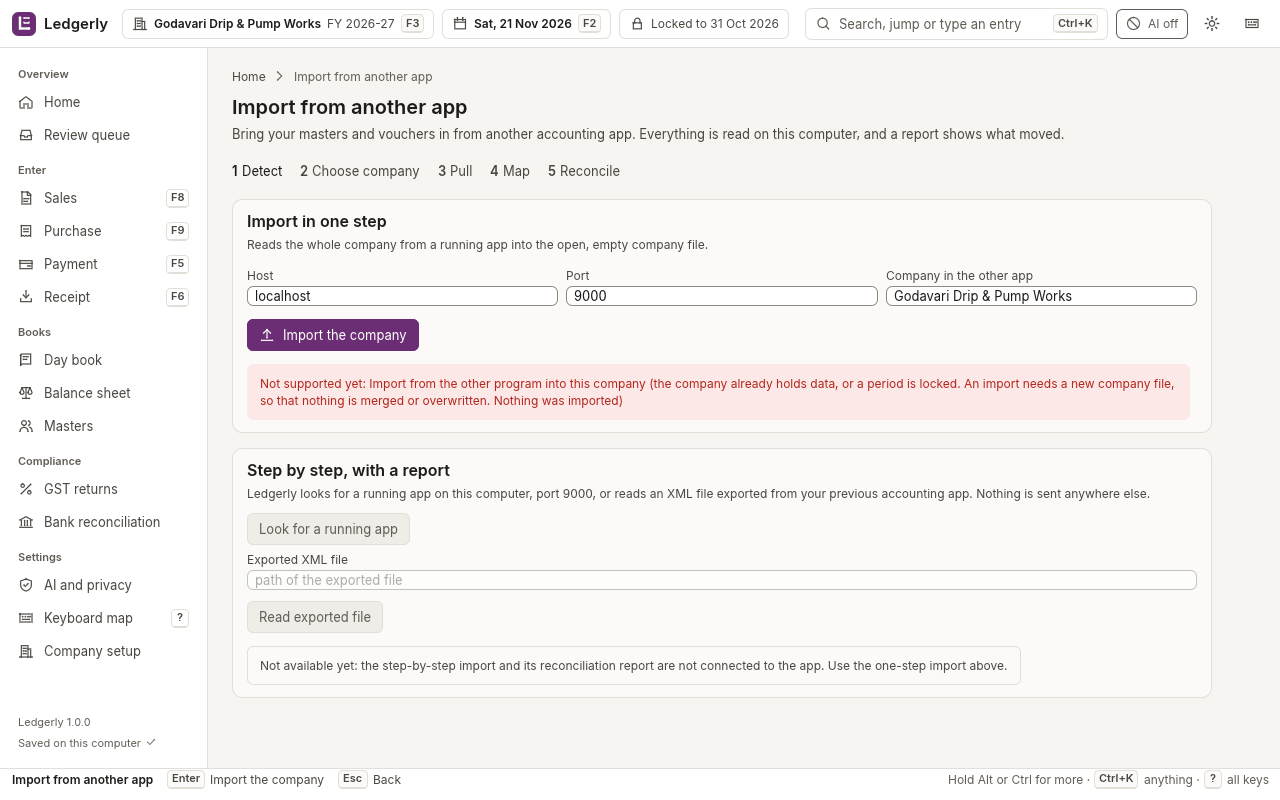 Ledgerly
Godavari Drip & Pump Works FY 2026-27 F3
Sat, 21 Nov 2026 F2
Locked to 31 Oct 2026
Search, jump or type an entry Ctrl+K
AI off
Overview
Home
Review queue
Enter
Sales F8
Purchase F9
Payment F5
Receipt F6
Books
Day book
Balance sheet
Masters
Compliance
GST returns
Bank reconciliation
Settings
AI and privacy
Keyboard map ?
Company setup
Ledgerly 1.0.0
Saved on this computer
Home Import from another app
Import from another app
Bring your masters and vouchers in from another accounting app. Everything is read on this computer, and a report shows what moved.
1 Detect 2 Choose company 3 Pull 4 Map 5 Reconcile
Import in one step
Reads the whole company from a running app into the open, empty company file.
Host Port Company in the other app
localhost 9000 Godavari Drip & Pump Works
Import the company
Not supported yet: Import from the other program into this company (the company already holds data, or a period is locked. An import needs a new company file,
so that nothing is merged or overwritten. Nothing was imported)
Step by step, with a report
Ledgerly looks for a running app on this computer, port 9000, or reads an XML file exported from your previous accounting app. Nothing is sent anywhere else.
Look for a running app
Exported XML file
path of the exported file
Read exported file
Not available yet: the step-by-step import and its reconciliation report are not connected to the app. Use the one-step import above.
Import from another app Enter Import the company Esc Back
Hold Alt or Ctrl for more · Ctrl+K anything · ? all keys